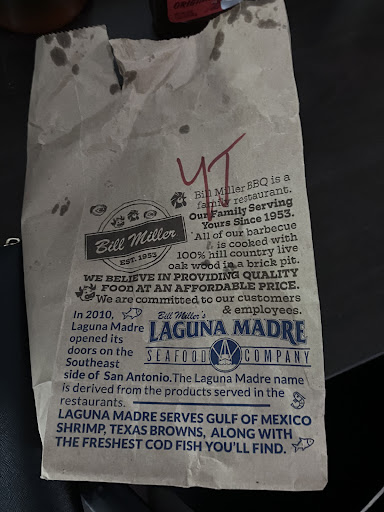 ORIGINAL
YT
Bill Miller BBQ is a
family restaurant.
Our Family Serving
Yours Since 1953.
All of our barbecue
is cooked with
100% hill country live
oak wood in a brick pit.
Bill Miller
EST. 1953
WE BELIEVE IN PROVIDING QUALITY
FOOD AT AN AFFORDABLE PRICE.
We are committed to our customers
& employees.
In 2010,
Laguna Madre
opened its
doors on the
Southeast
side of San Antonio. The Laguna Madre name
is derived from the products served in the
restaurants.
Bill Miller's
LAGUNA MADRE
SEAFOOD COMPANY
LAGUNA MADRE SERVES GULF OF MEXICO
SHRIMP, TEXAS BROWNS, ALONG WITH
THE FRESHEST COD FISH YOU'LL FIND.